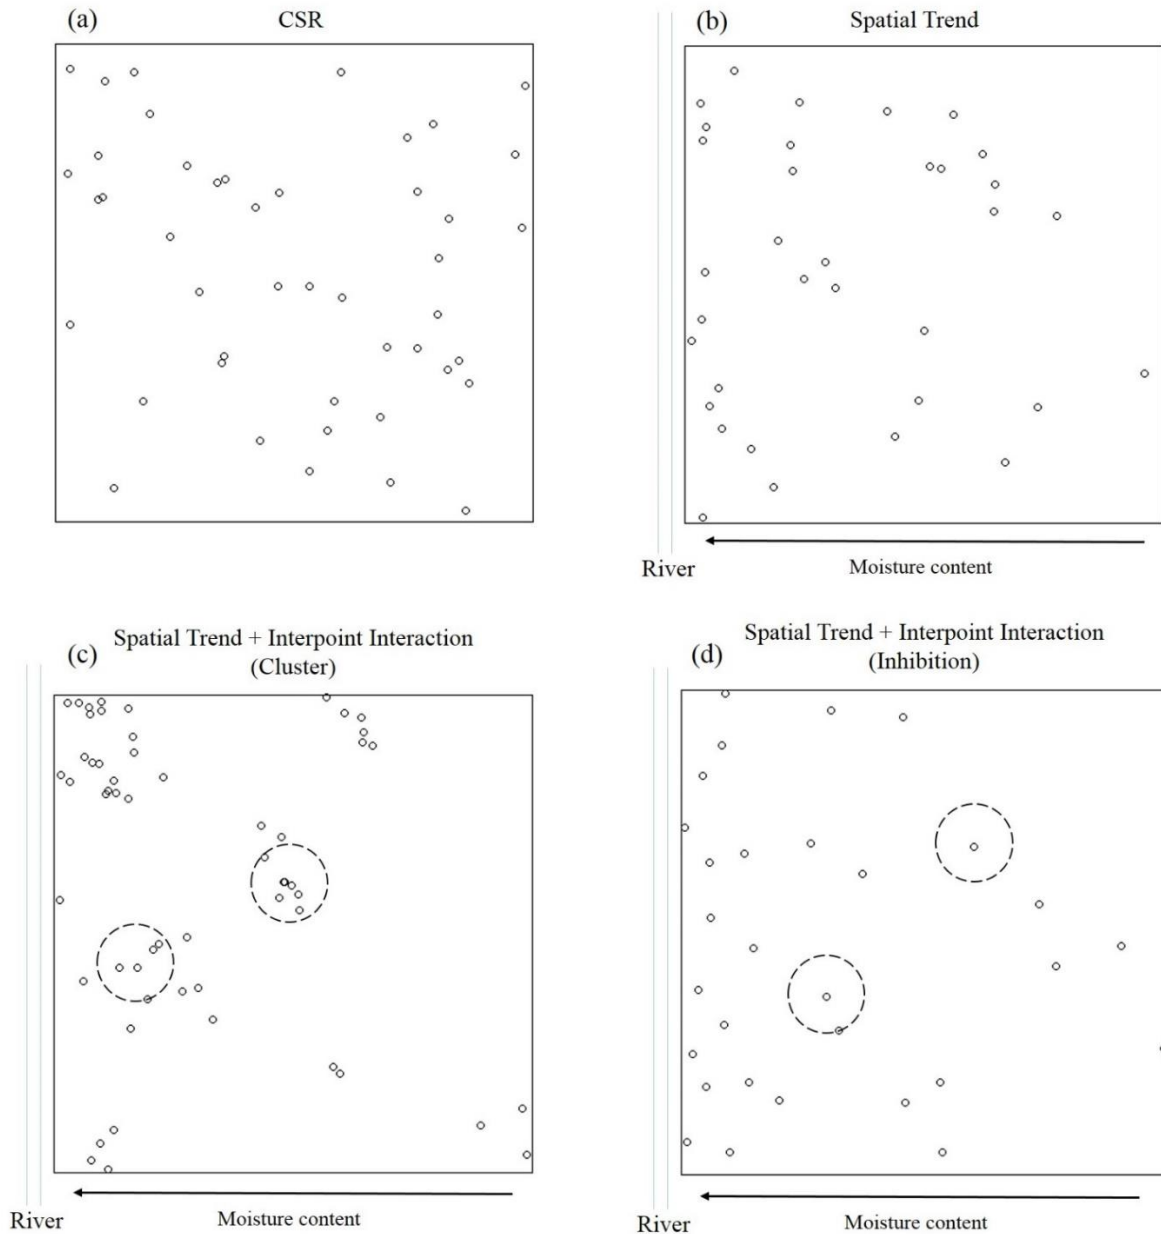 (a) CSR
(b) Spatial Trend
River
Moisture content
(c) Spatial Trend + Interpoint Interaction
(Cluster)
(d) Spatial Trend + Interpoint Interaction
(Inhibition)
River
Moisture content
River
Moisture content